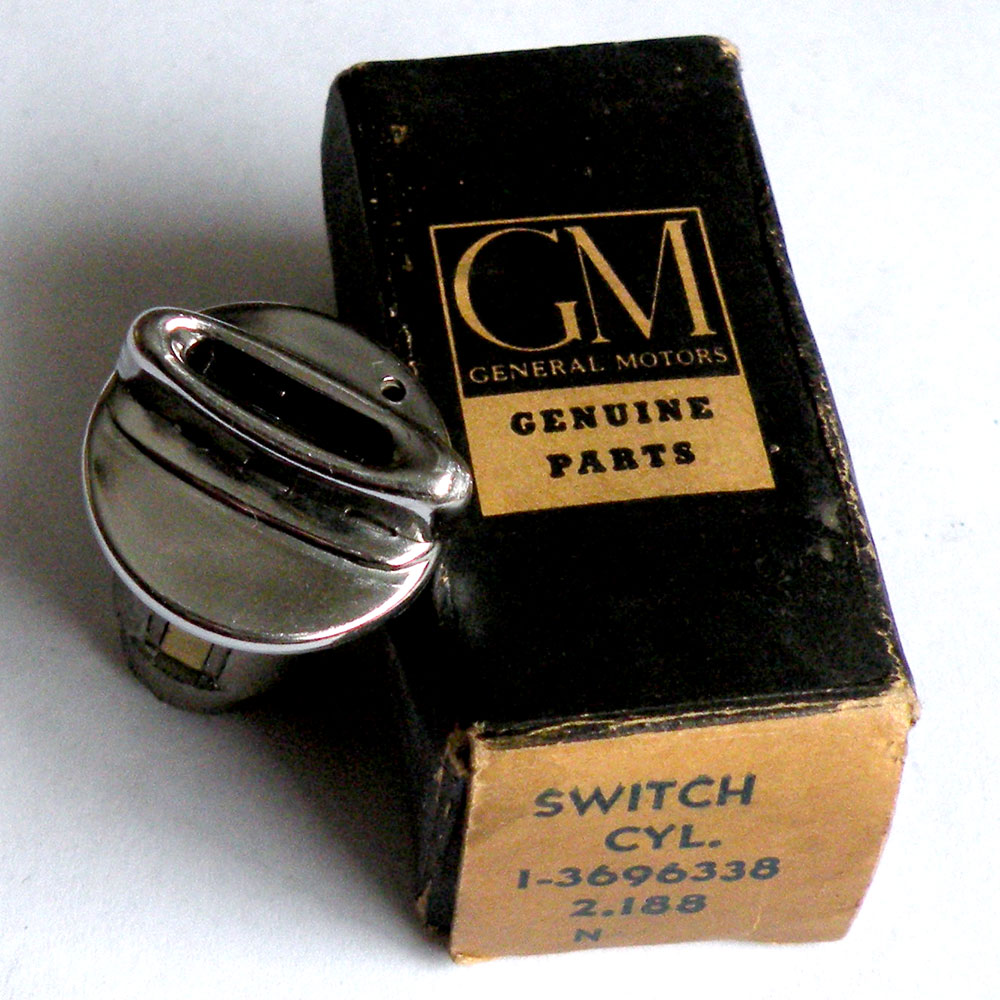 GM
GENERAL MOTORS
GENUINE
PARTS
SWITCH
CYL.
1-3696338
2.188
N